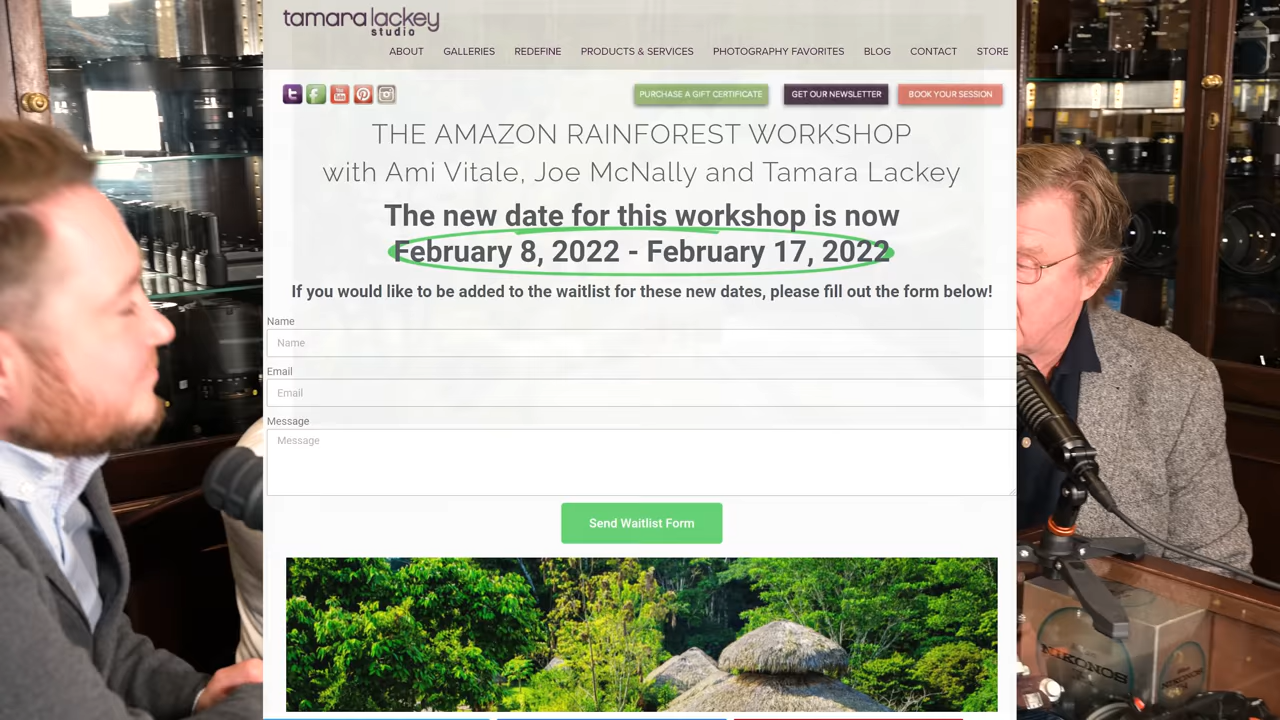 tamara lackey
studio
ABOUT GALLERIES REDEFINE PRODUCTS & SERVICES PHOTOGRAPHY FAVORITES BLOG CONTACT STORE
PURCHASE A GIFT CERTIFICATE GET OUR NEWSLETTER BOOK YOUR SESSION
THE AMAZON RAINFOREST WORKSHOP
with Ami Vitale, Joe McNally and Tamara Lackey
The new date for this workshop is now
February 8, 2022 - February 17, 2022
If you would like to be added to the waitlist for these new dates, please fill out the form below!
Name
Name
Email
Email
Message
Message
Send Waitlist Form
NIKONOS